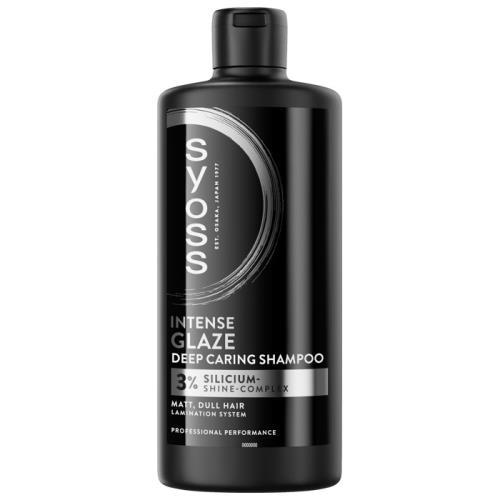 syoss
EST. OSAKA, JAPAN 1977
INTENSE
GLAZE
DEEP CARING SHAMPOO
3% SILICIUM-
SHINE-COMPLEX
MATT, DULL HAIR
LAMINATION SYSTEM
PROFESSIONAL PERFORMANCE